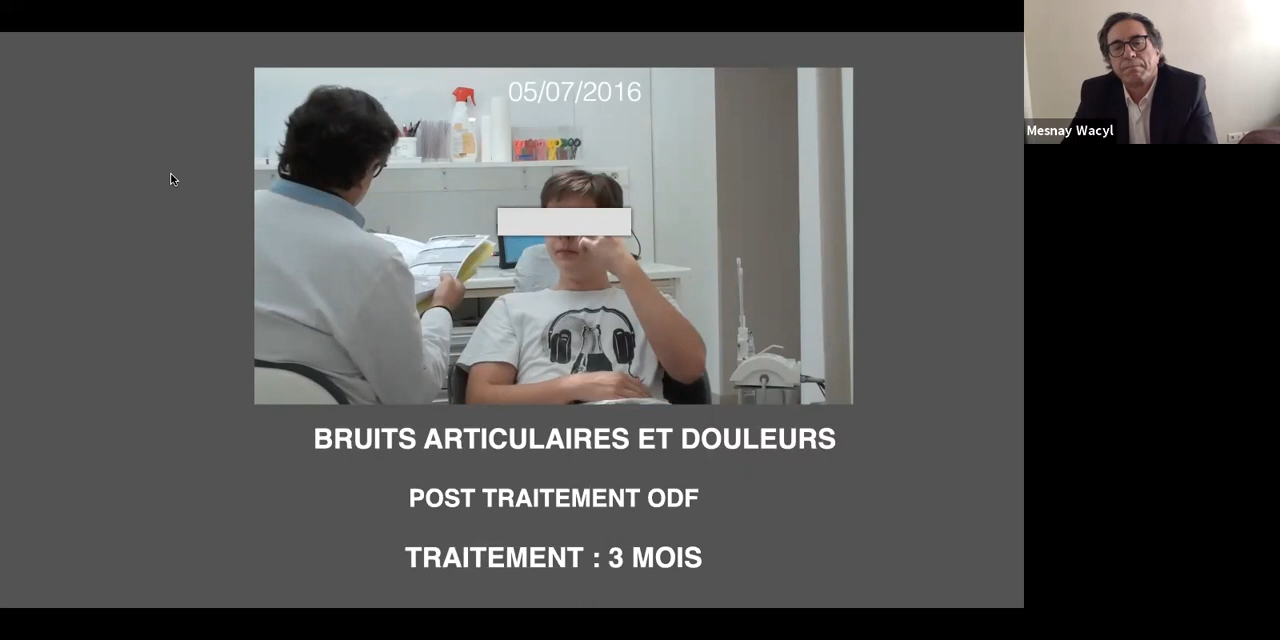 05/07/2016
Mesnay Wacyl
BRUITS ARTICULAIRES ET DOULEURS
POST TRAITEMENT ODF
TRAITEMENT : 3 MOIS